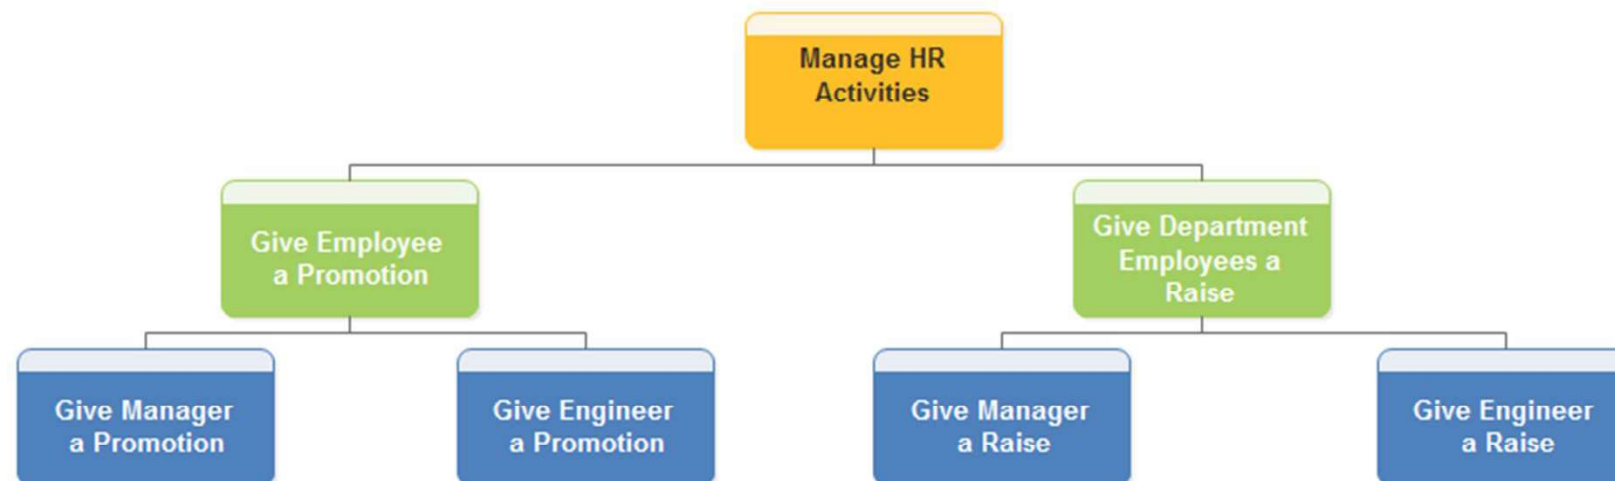 Manage HR
Activities
Give Employee
a Promotion
Give Department
Employees a
Raise
Give Manager
a Promotion
Give Engineer
a Promotion
Give Manager
a Raise
Give Engineer
a Raise